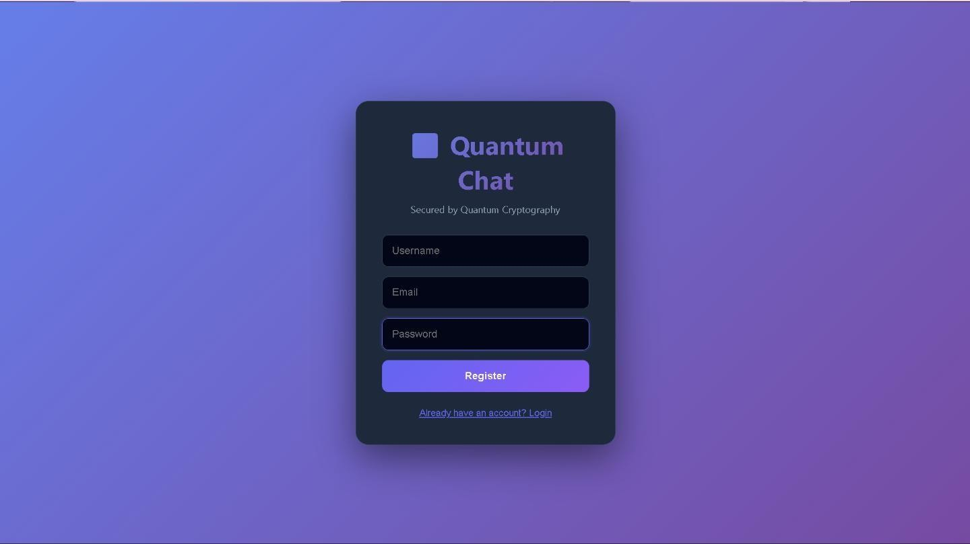 Quantum
Chat
Secured by Quantum Cryptography
Username
Email
Password
Register
Already have an account? Login